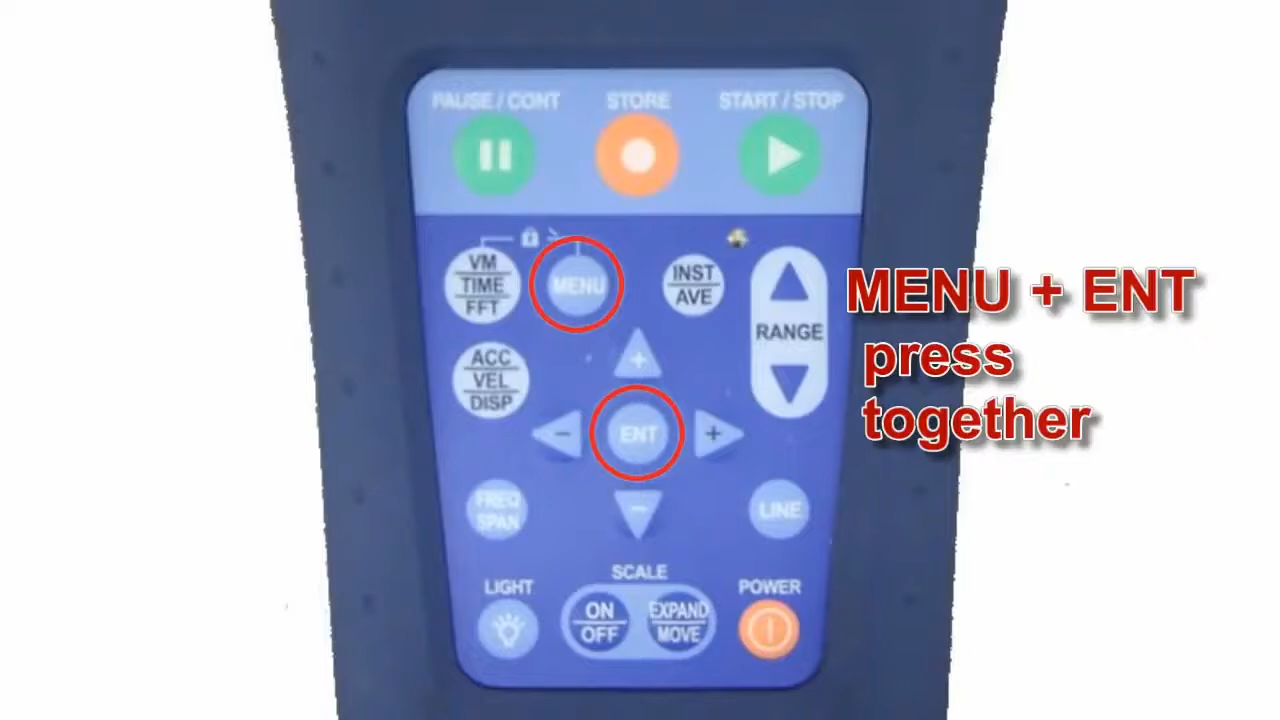 PAUSE / CONT
STORE
START / STOP
VM
TIME
FFT
MENU
INST
AVE
MENU + ENT
press
together
RANGE
ACC
VEL
DISP
+
- ENT +
-
FREQ
SPAN
LINE
LIGHT
SCALE
POWER
ON
OFF
EXPAND
MOVE